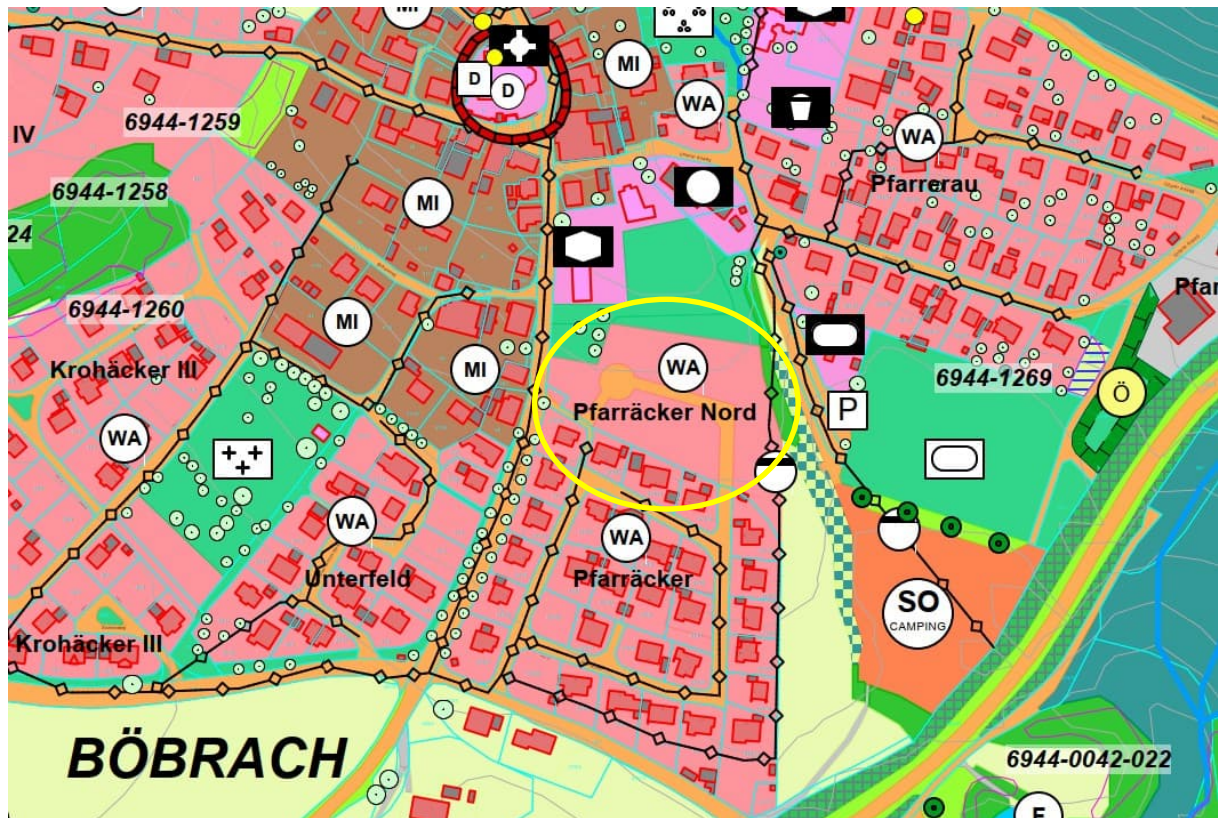 MI
MI
D
D
WA
6944-1259
IV
WA
6944-1258
Pfarrerau
MI
24
Pfar
6944-1260
MI
WA
Krohäcker III
MI
6944-1269
Ö
Pfarräcker Nord
P
WA
WA
WA
Unterfeld
Pfarräcker
SO
CAMPING
Krohäcker III
BÖBRACH
6944-0042-022
F